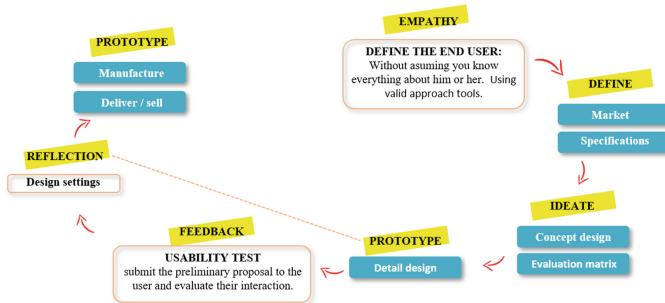 EMPATHY
DEFINE THE END USER:
Without asuming you know
everything about him or her. Using
valid approach tools.
DEFINE
Market
Specifications
IDEATE
Concept design
Evaluation matrix
PROTOTYPE
Detail design
FEEDBACK
USABILITY TEST
submit the preliminary proposal to the
user and evaluate their interaction.
REFLECTION
Design settings
PROTOTYPE
Manufacture
Deliver / sell